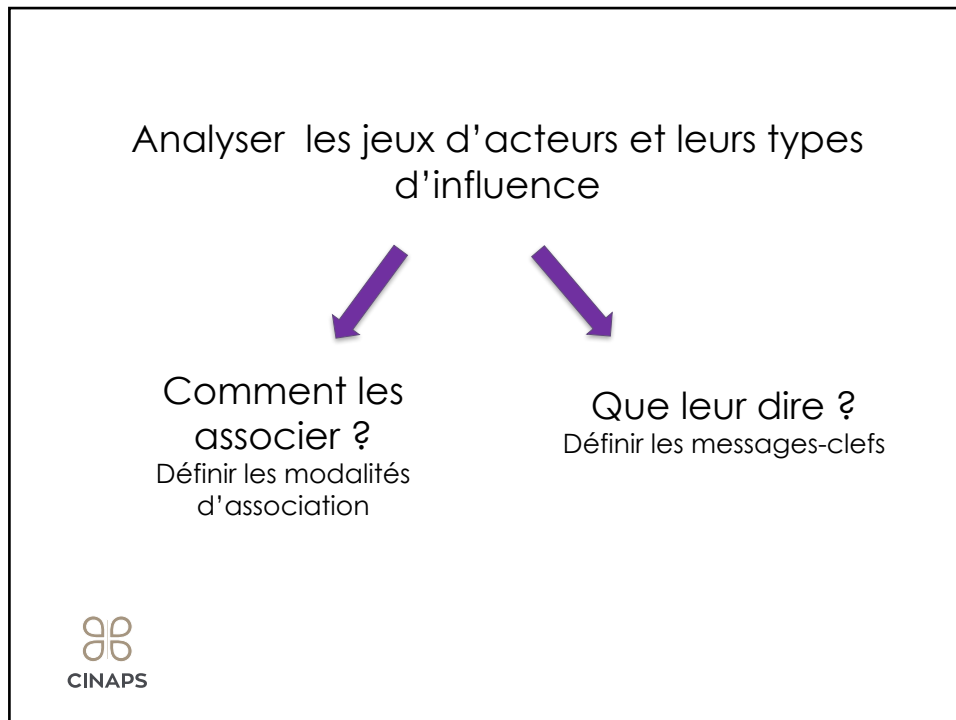 Analyser  les jeux d’acteurs et leurs types
d’influence
Comment les
associer ?
Définir les modalités
d’association
Que leur dire ?
Définir les messages-clefs
CINAPS